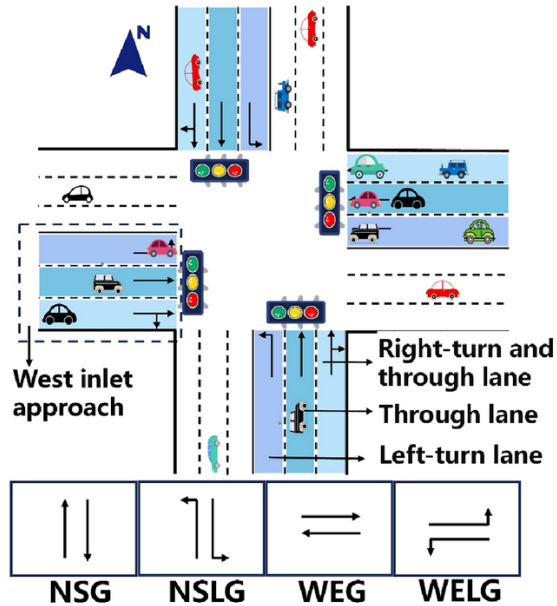 N
West inlet
approach
Right-turn and
through lane
Through lane
Left-turn lane
NSG
NSLG
WEG
WELG